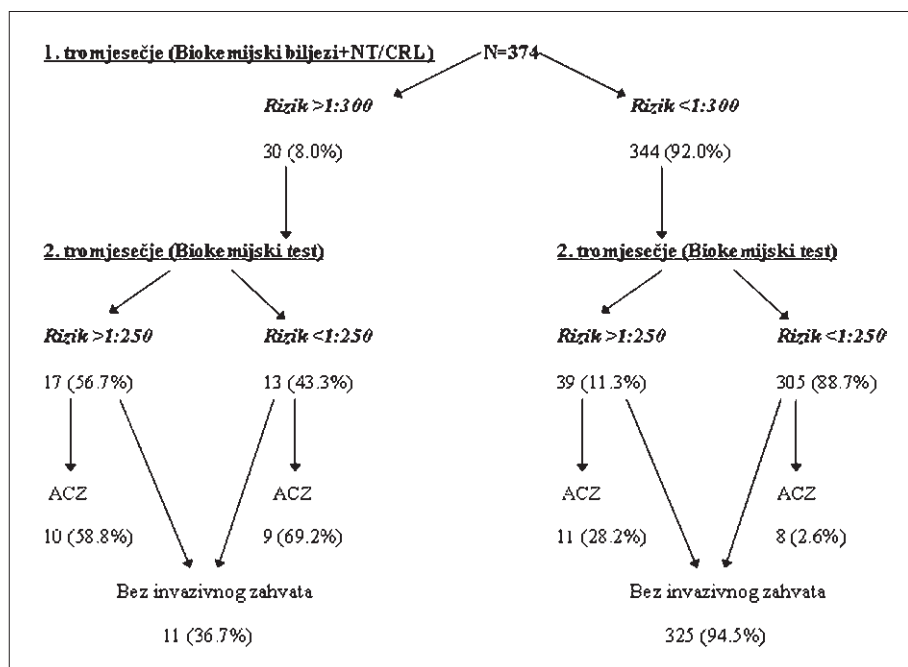 1. tromjesečje (Biokemijski biljezi+NT/CRL) N=374
Rizik >1:300 Rizik <1:300
30 (8.0%) 344 (92.0%)
2. tromjesečje (Biokemijski test) 2. tromjesečje (Biokemijski test)
Rizik >1:250 Rizik <1:250 Rizik >1:250 Rizik <1:250
17 (56.7%) 13 (43.3%) 39 (11.3%) 305 (88.7%)
ACZ ACZ ACZ ACZ
10 (58.8%) 9 (69.2%) 11 (28.2%) 8 (2.6%)
Bez invazivnog zahvata Bez invazivnog zahvata
11 (36.7%) 325 (94.5%)